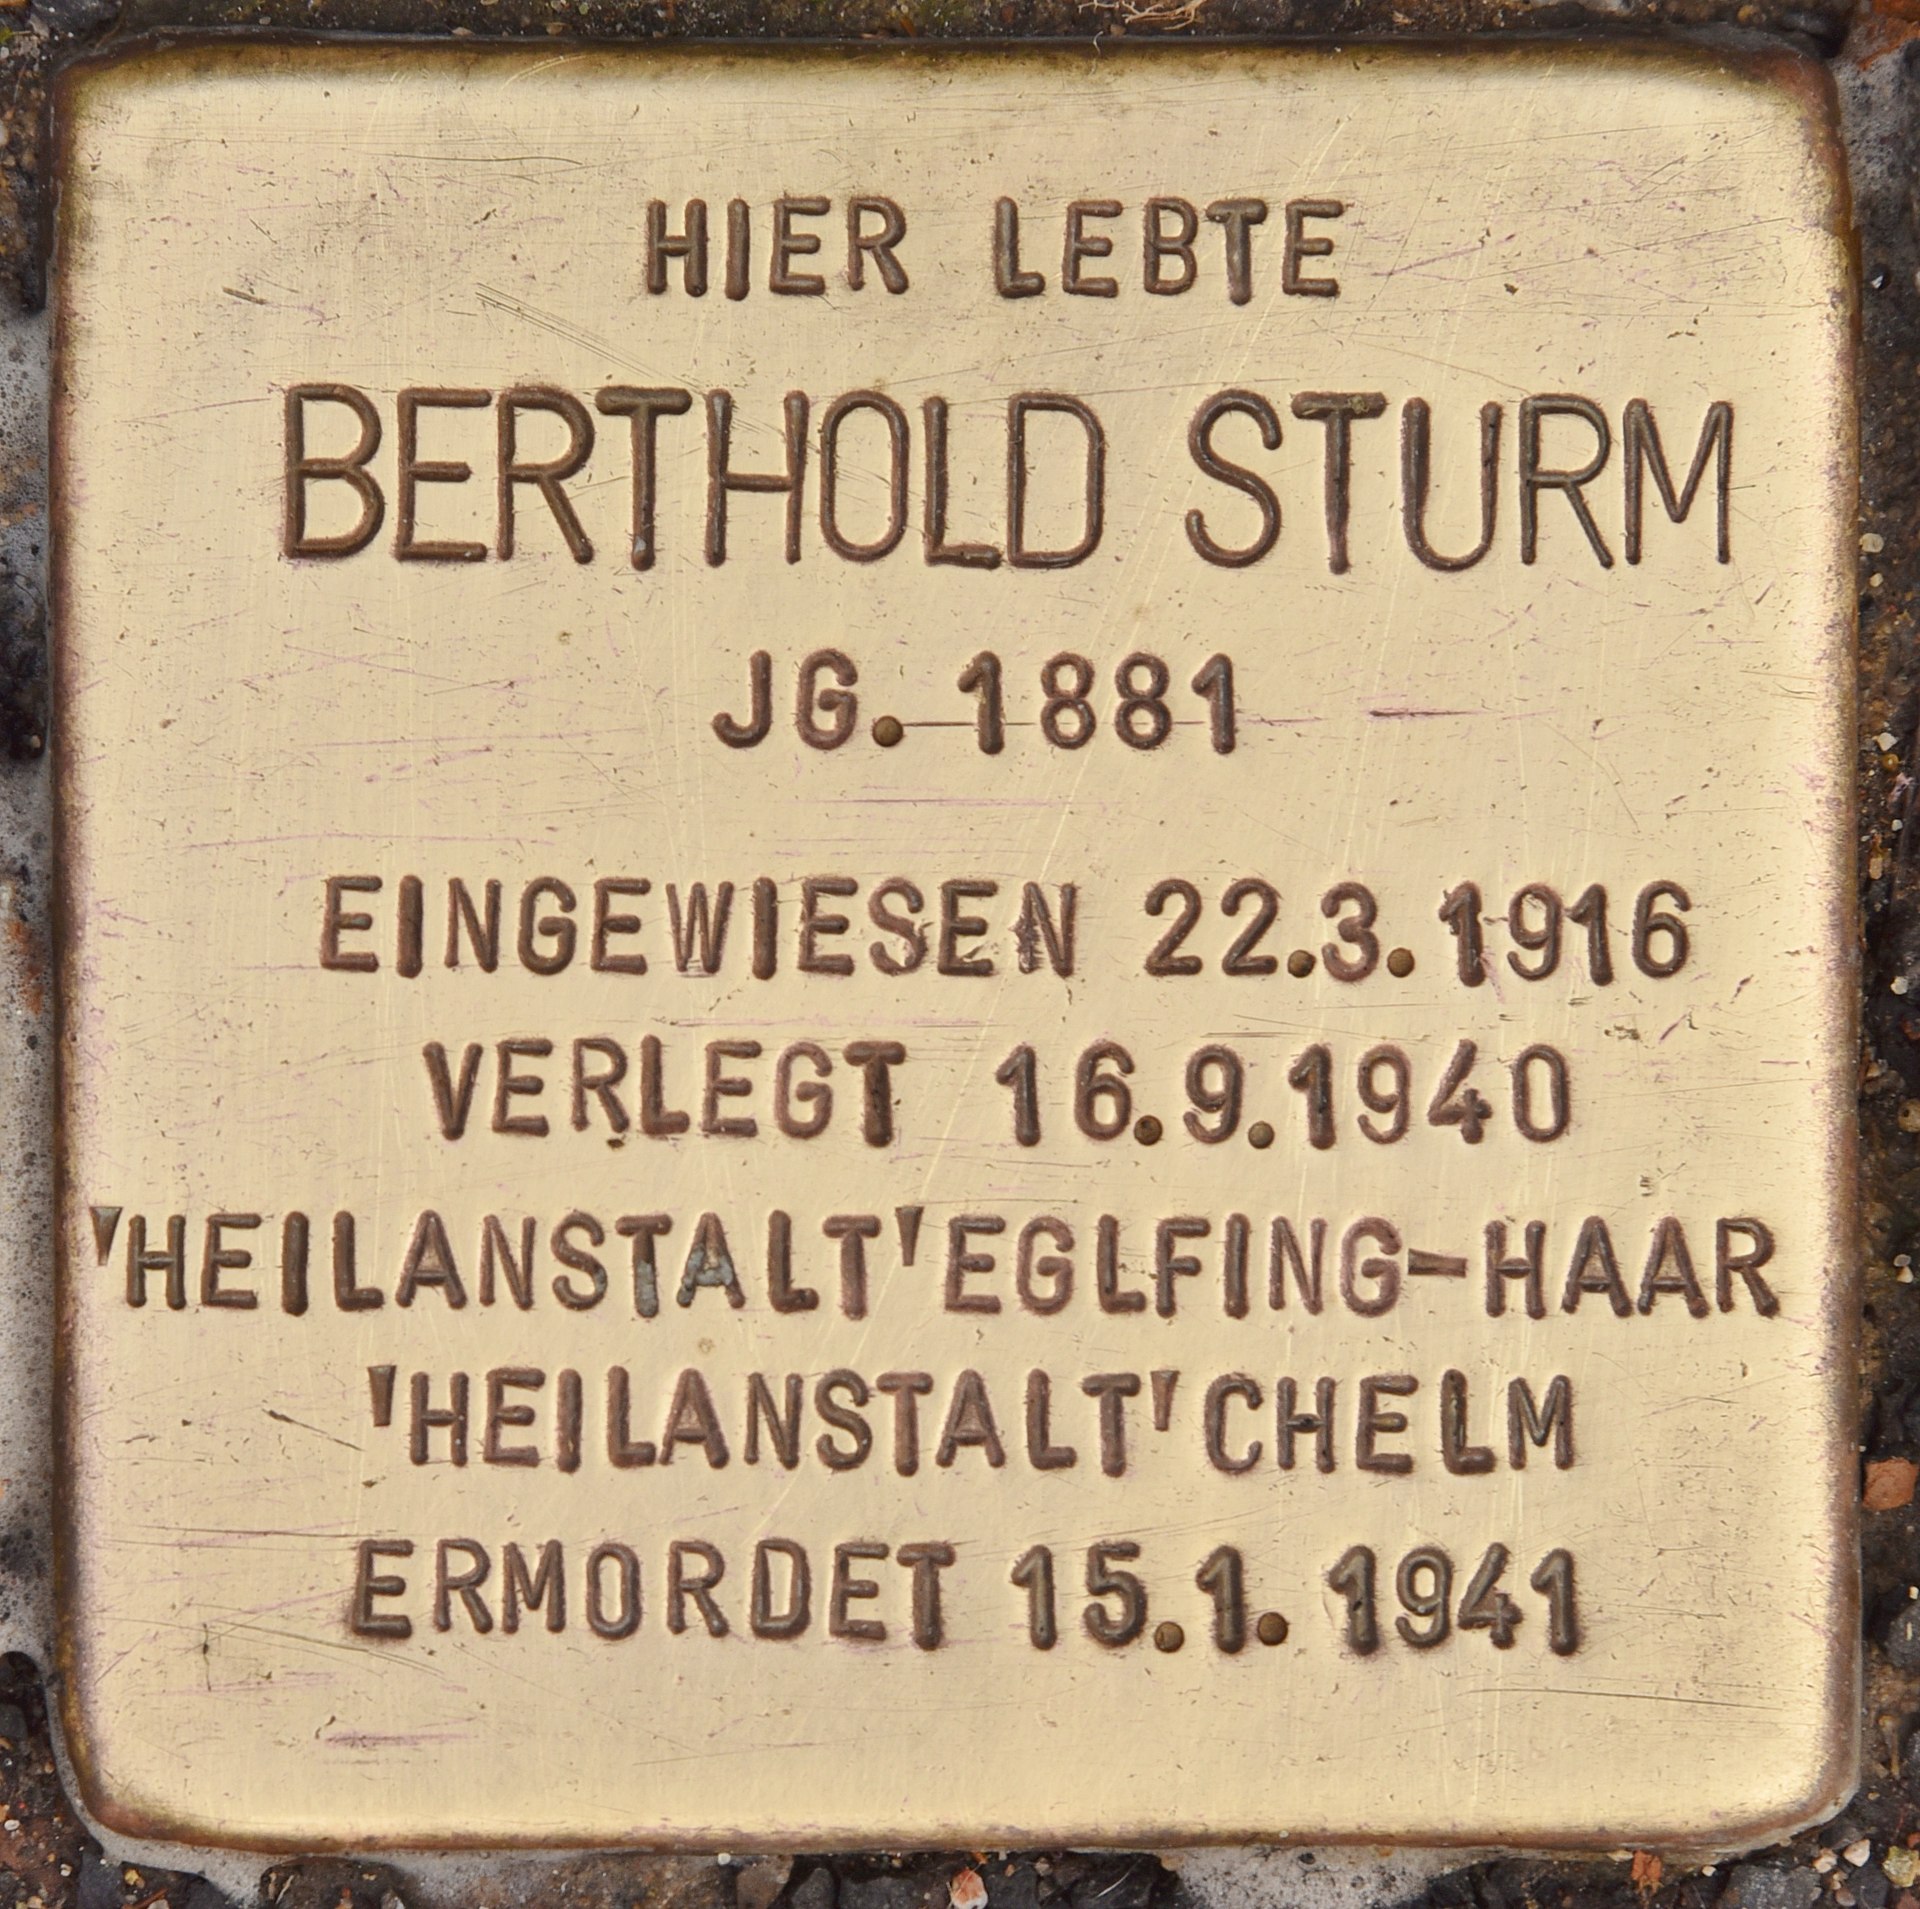 HIER LEBTE
BERTHOLD STURM
JG. 1881
EINGEWIESEN 22.3.1916
VERLEGT 16.9.1940
'HEILANSTALT'EGLFING-HAAR
'HEILANSTALT'CHELM
ERMORDET 15.1.1941